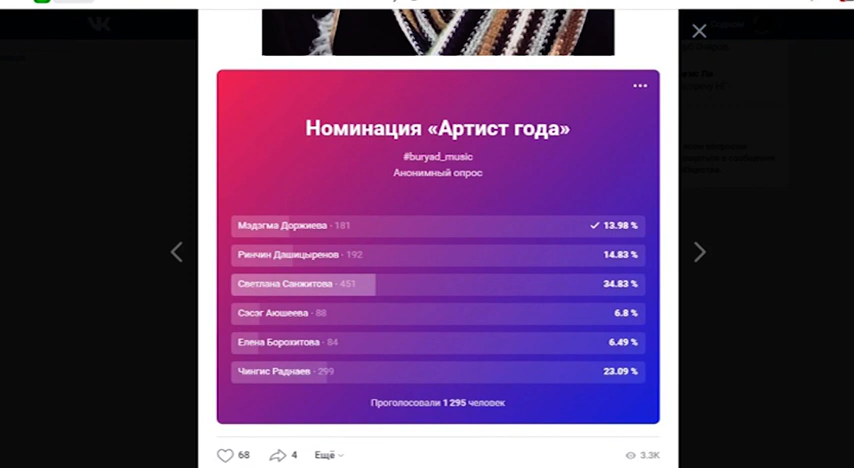 Номинация «Артист года»
#buryad_music
Анонимный опрос
Мэдэгма Доржиева · 181 13.98 %
Ринчин Дашицыренов · 192 14.83 %
Светлана Санжитова · 451 34.83 %
Сэсэг Аюшеева · 88 6.8 %
Елена Борохитова · 84 6.49 %
Чингис Раднаев · 299 23.09 %
Проголосовали 1 295 человек
68 4 Ещё 3.3K